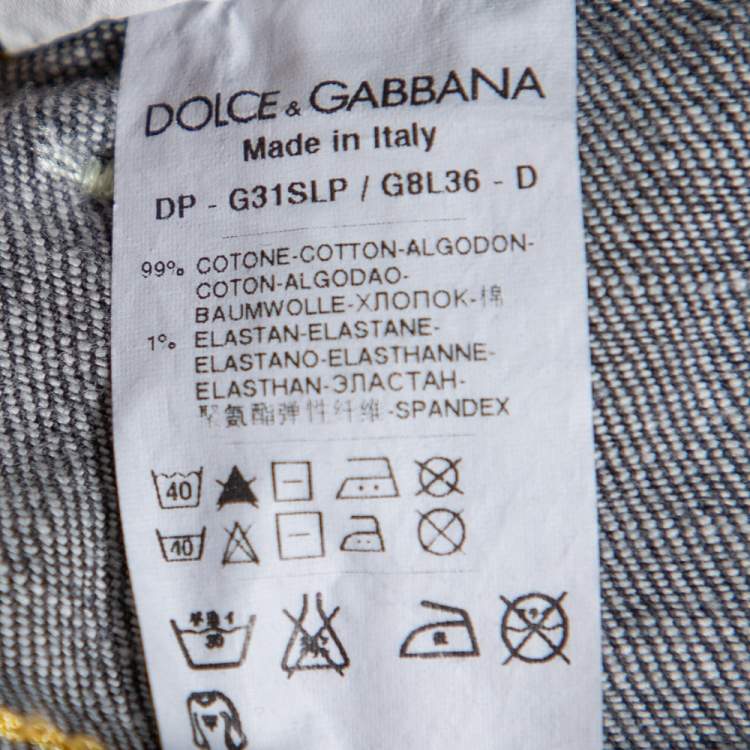 DOLCE & GABBANA
Made in Italy
DP - G31SLP / G8L36 - D
99% COTONE-COTTON-ALGODON-
COTON-ALGODAO-
BAUMWOLLE-ХЛОПОК-棉
1% ELASTAN-ELASTANE-
ELASTANO-ELASTHANNE-
ELASTHAN-ЭЛАСТАН-
聚氨酯弹性纤维-SPANDEX
40
40
30